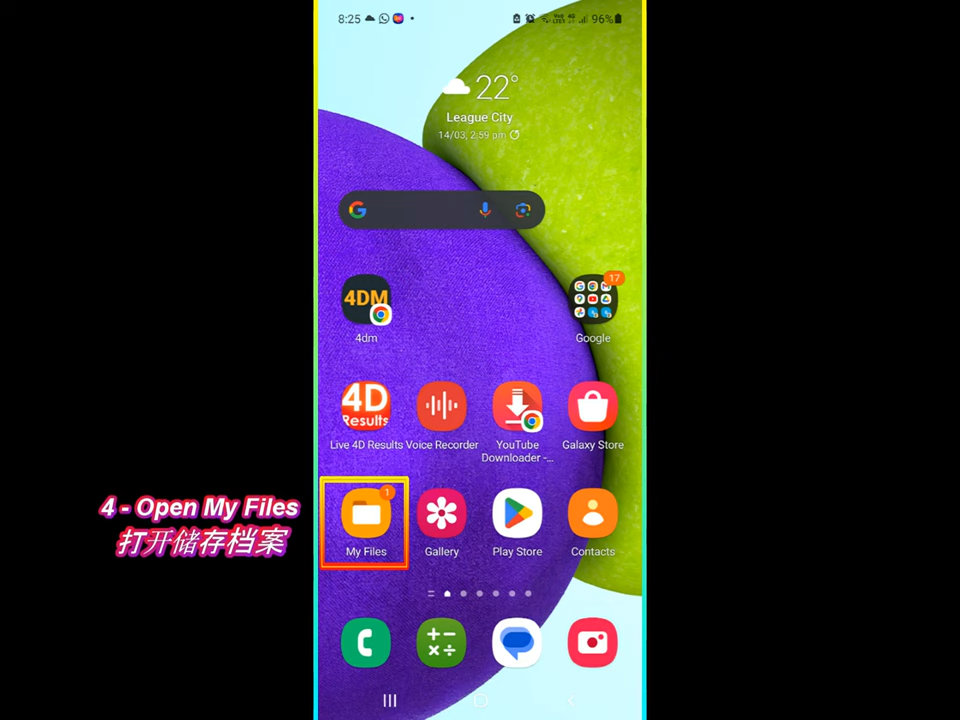 8:25
96%
22°
League City
14/03, 2:59 pm
G
4DM
17
4dm
Google
4D
Results
Live 4D Results
Voice Recorder
YouTube
Downloader -...
Galaxy Store
4 - Open My Files
打开储存档案
1
My Files
Gallery
Play Store
Contacts